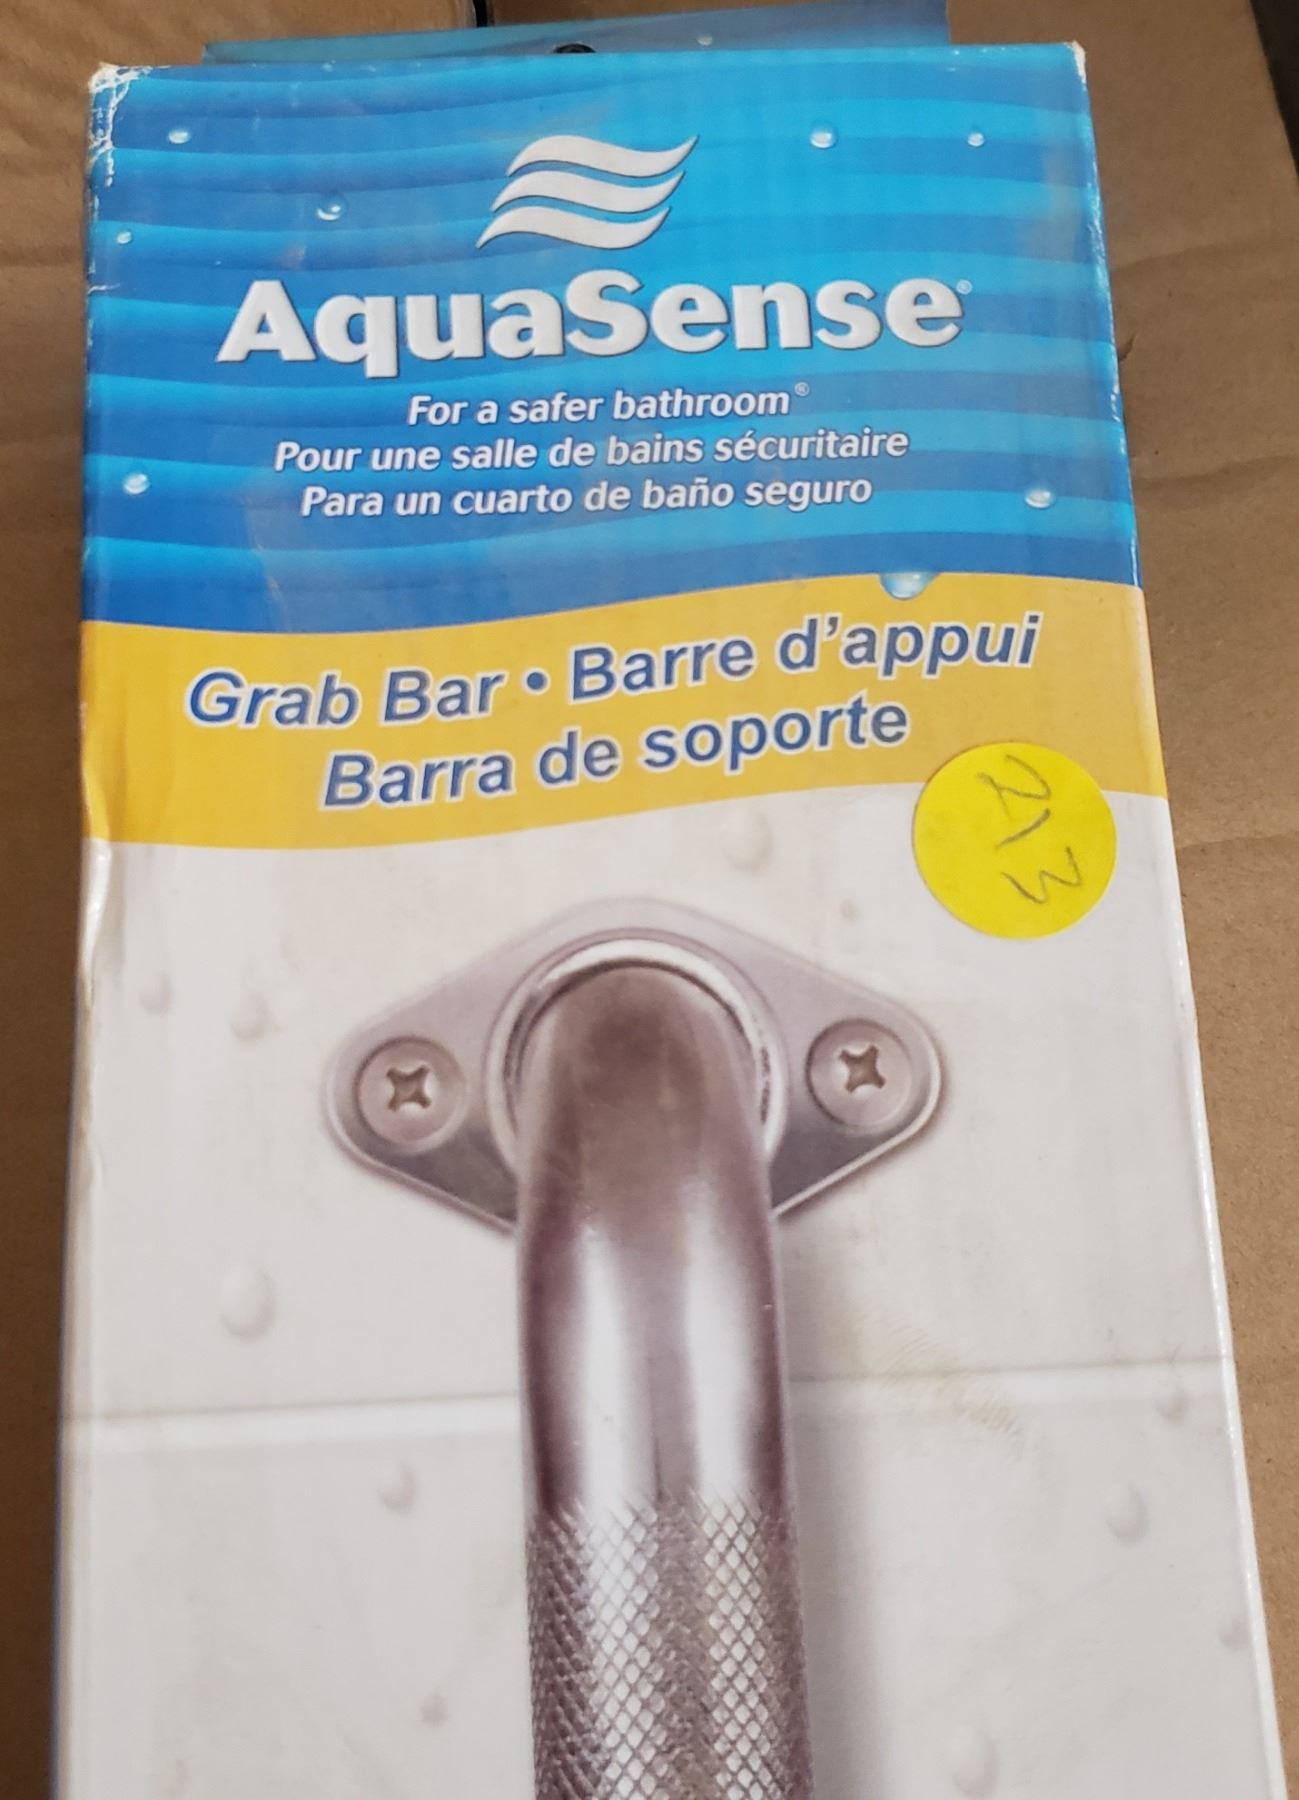 AquaSense®
For a safer bathroom®
Pour une salle de bains sécuritaire
Para un cuarto de baño seguro
Grab Bar • Barre d'appui
Barra de soporte